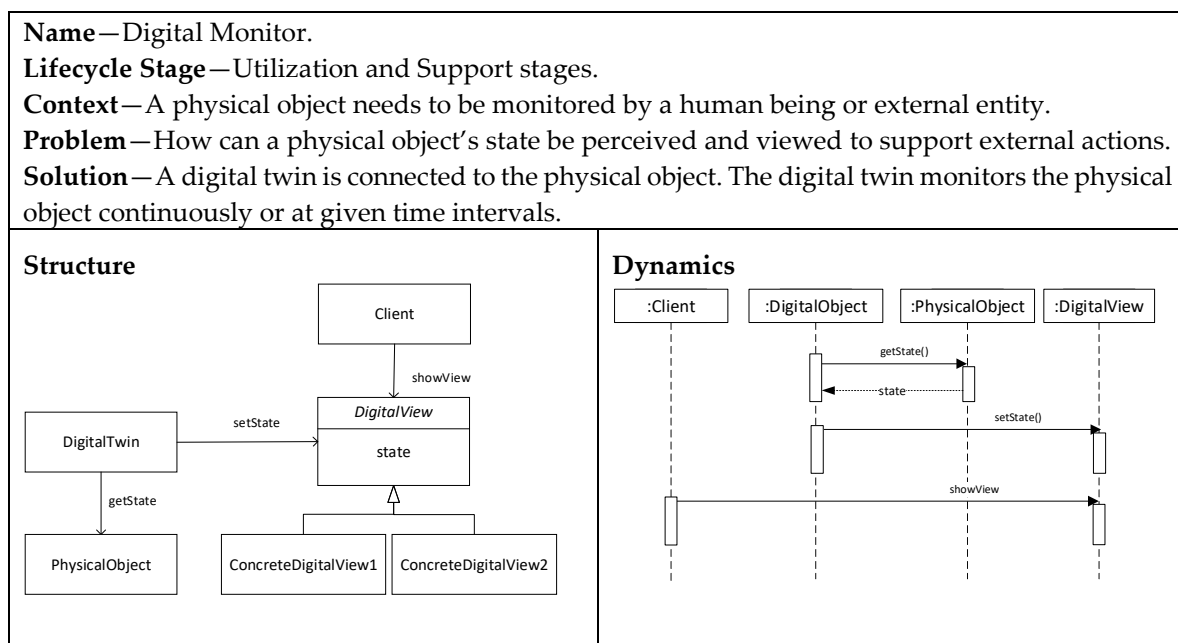 Name—Digital Monitor.
Lifecycle Stage—Utilization and Support stages.
Context—A physical object needs to be monitored by a human being or external entity.
Problem—How can a physical object’s state be perceived and viewed to support external actions.
Solution—A digital twin is connected to the physical object. The digital twin monitors the physical
object continuously or at given time intervals.
Structure
Client
showView
DigitalView
state
setState
DigitalTwin
getState
PhysicalObject
ConcreteDigitalView1
ConcreteDigitalView2
Dynamics
:Client
:DigitalObject
:PhysicalObject
:DigitalView
getState()
state
setState()
showView